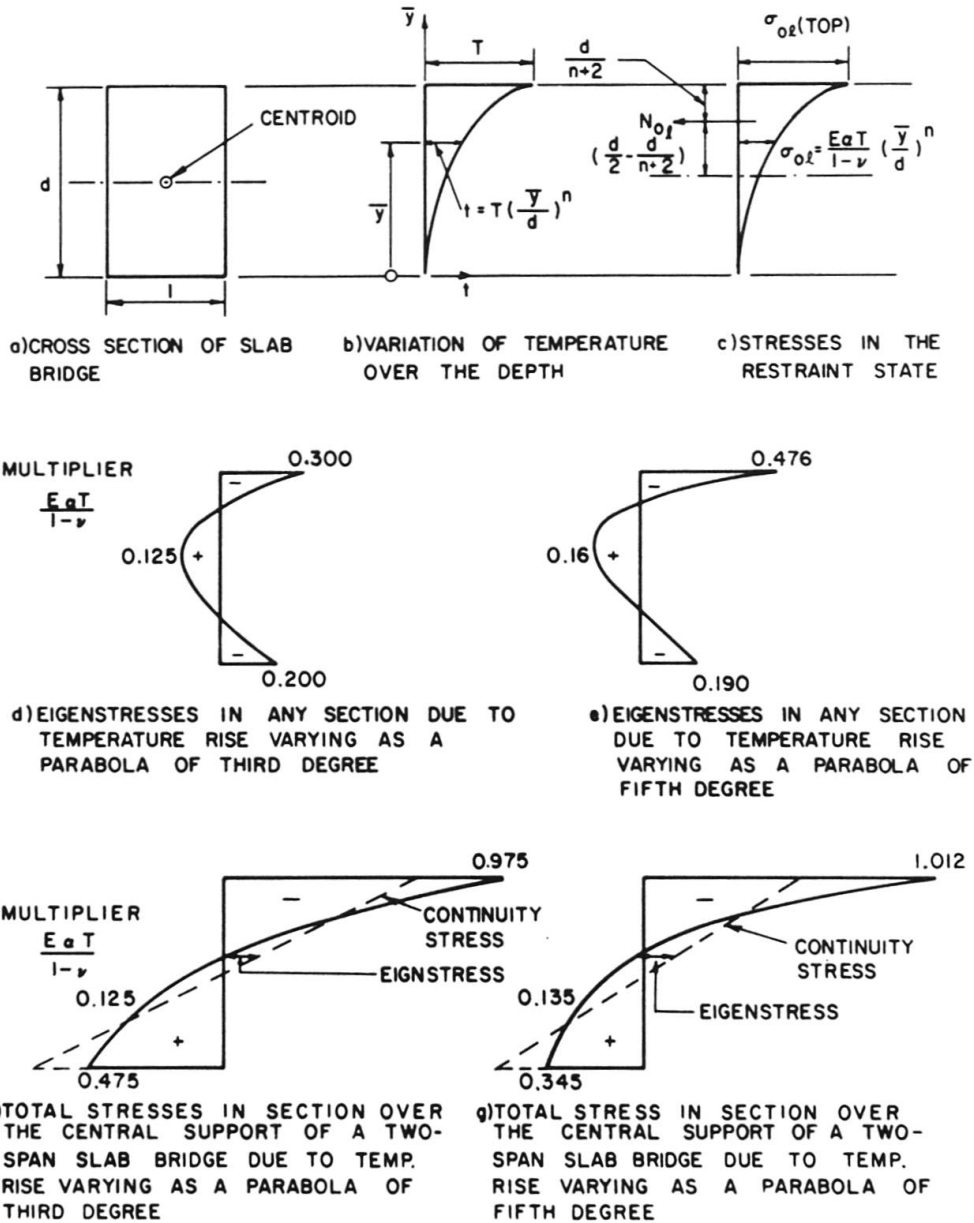 y̅
T
d
n+2
σ₀ℓ(TOP)
CENTROID
d
N₀ℓ
(d/2 - d/n+2)
σ₀ℓ = EαT/1-ν (y̅/d)ⁿ
y̅
t = T(y̅/d)ⁿ
t
1
a)CROSS SECTION OF SLAB
BRIDGE
b)VARIATION OF TEMPERATURE
OVER THE DEPTH
c)STRESSES IN THE
RESTRAINT STATE
MULTIPLIER
EαT
1-ν
0.300
-
0.125
+
-
0.200
0.476
-
0.16
+
-
0.190
d)EIGENSTRESSES IN ANY SECTION DUE TO
TEMPERATURE RISE VARYING AS A
PARABOLA OF THIRD DEGREE
e)EIGENSTRESSES IN ANY SECTION
DUE TO TEMPERATURE RISE
VARYING AS A PARABOLA OF
FIFTH DEGREE
MULTIPLIER
EαT
1-ν
0.975
-
CONTINUITY
STRESS
EIGNSTRESS
0.125
+
0.475
1.012
-
CONTINUITY
STRESS
0.135
EIGENSTRESS
+
0.345
)TOTAL STRESSES IN SECTION OVER
THE CENTRAL SUPPORT OF A TWO-
SPAN SLAB BRIDGE DUE TO TEMP.
RISE VARYING AS A PARABOLA OF
THIRD DEGREE
g)TOTAL STRESS IN SECTION OVER
THE CENTRAL SUPPORT OF A TWO-
SPAN SLAB BRIDGE DUE TO TEMP.
RISE VARYING AS A PARABOLA OF
FIFTH DEGREE